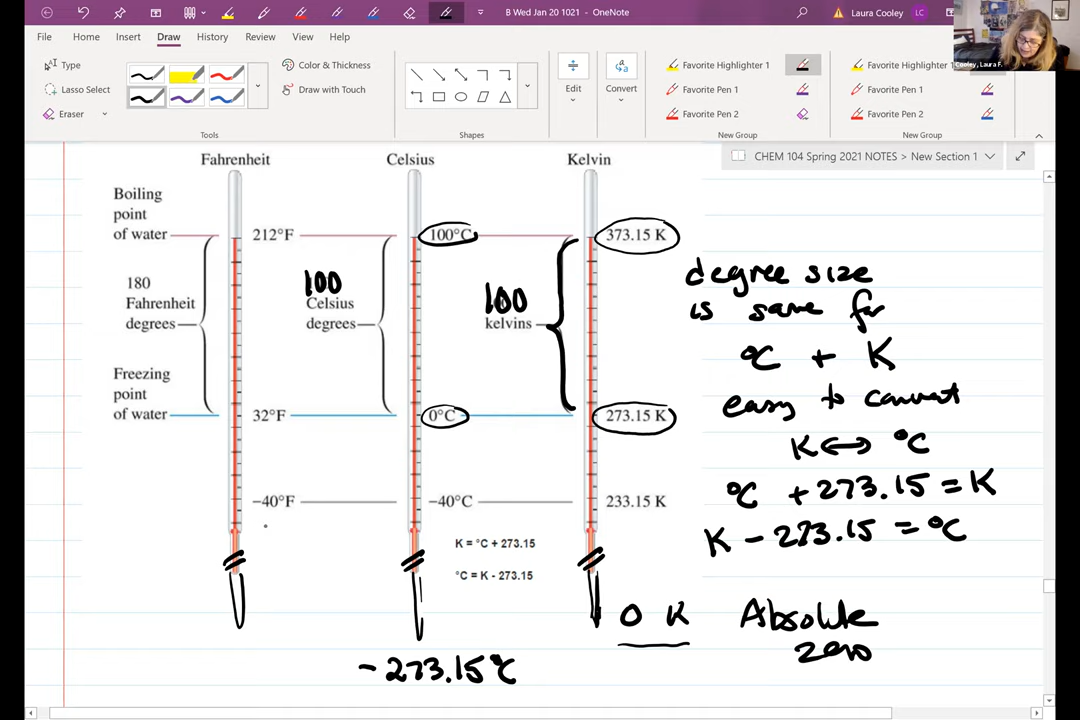 B Wed Jan 20 1021 - OneNote
Laura Cooley
LC
File Home Insert Draw History Review View Help
Type
Lasso Select
Eraser
Color & Thickness
Draw with Touch
Edit
Convert
Favorite Highlighter 1
Favorite Pen 1
Favorite Pen 2
Favorite Highlighter 1
Favorite Pen 1
Favorite Pen 2
Tools
Shapes
New Group
New Group
Cooley, Laura F.
CHEM 104 Spring 2021 NOTES > New Section 1
Fahrenheit Celsius Kelvin
Boiling
point
of water
212°F 100°C 373.15 K
180
Fahrenheit
degrees
100
Celsius
degrees
100
kelvins
Freezing
point
of water
32°F 0°C 273.15 K
-40°F -40°C 233.15 K
K = °C + 273.15
°C = K - 273.15
degree size
is same for
°C + K
easy to convert
K ↔ °C
°C + 273.15 = K
K - 273.15 = °C
0 K Absolute
zero
-273.15°C